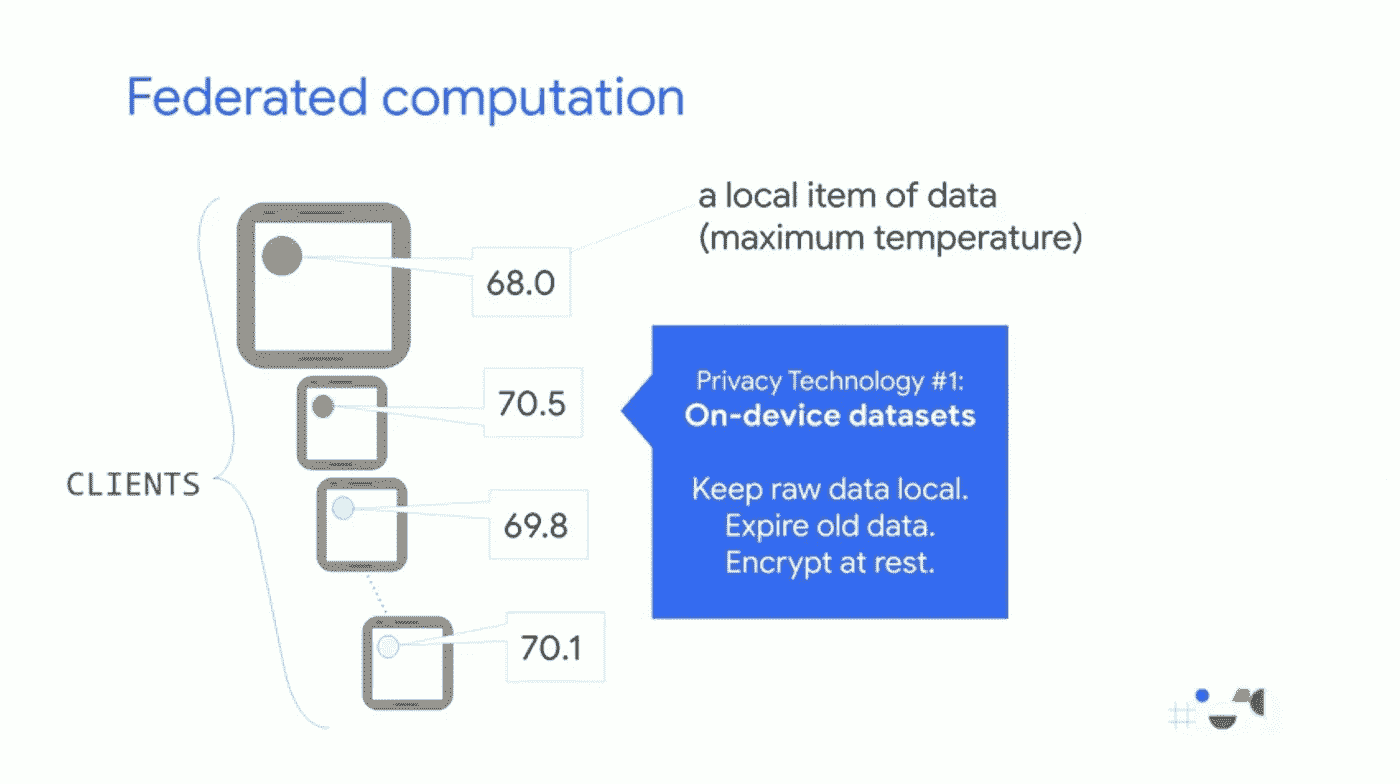 Federated computation
a local item of data
(maximum temperature)
68.0
70.5
69.8
70.1
CLIENTS
Privacy Technology #1:
On-device datasets
Keep raw data local.
Expire old data.
Encrypt at rest.
#